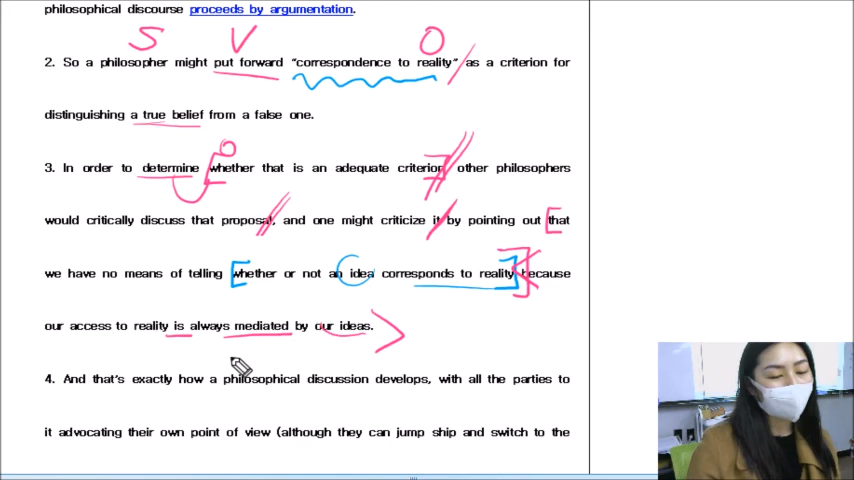 philosophical discourse proceeds by argumentation.
S V O
2. So a philosopher might put forward "correspondence to reality" as a criterion for
distinguishing a true belief from a false one.
O
3. In order to determine whether that is an adequate criterion, other philosophers
would critically discuss that proposal, and one might criticize it by pointing out that
we have no means of telling whether or not an idea corresponds to reality because
our access to reality is always mediated by our ideas.
4. And that's exactly how a philosophical discussion develops, with all the parties to
it advocating their own point of view (although they can jump ship and switch to the